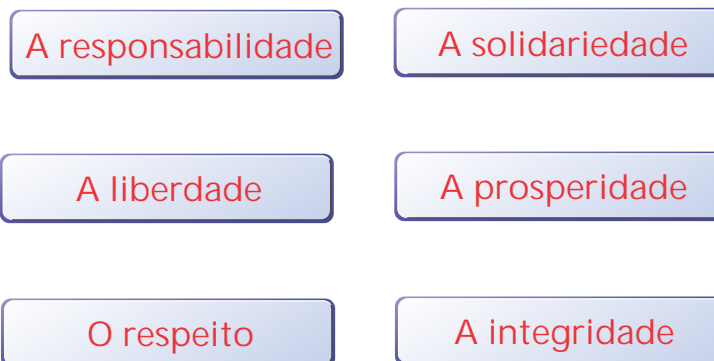 A responsabilidade
A solidariedade
A liberdade
A prosperidade
O respeito
A integridade